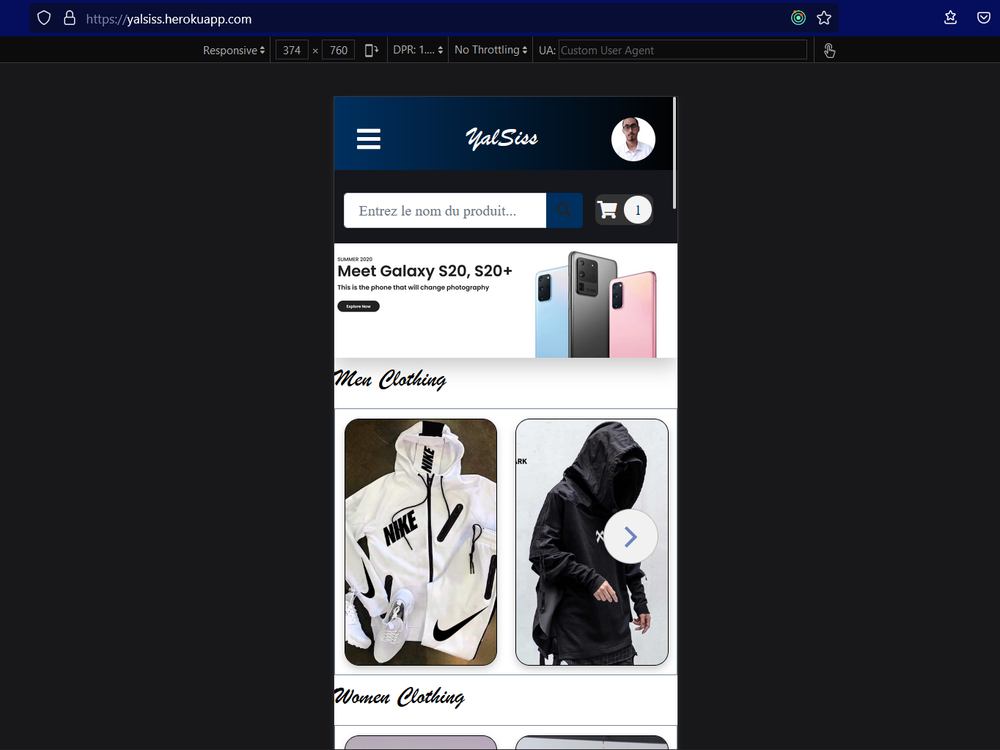 https://yalsiss.herokuapp.com
Responsive 374 × 760 DPR: 1.... No Throttling UA: Custom User Agent
YalSiss
Entrez le nom du produit... 1
SUMMER 2020
Meet Galaxy S20, S20+
This is the phone that will change photography
Explore Now
Men Clothing
NIKE
NIKE
ARK
Women Clothing